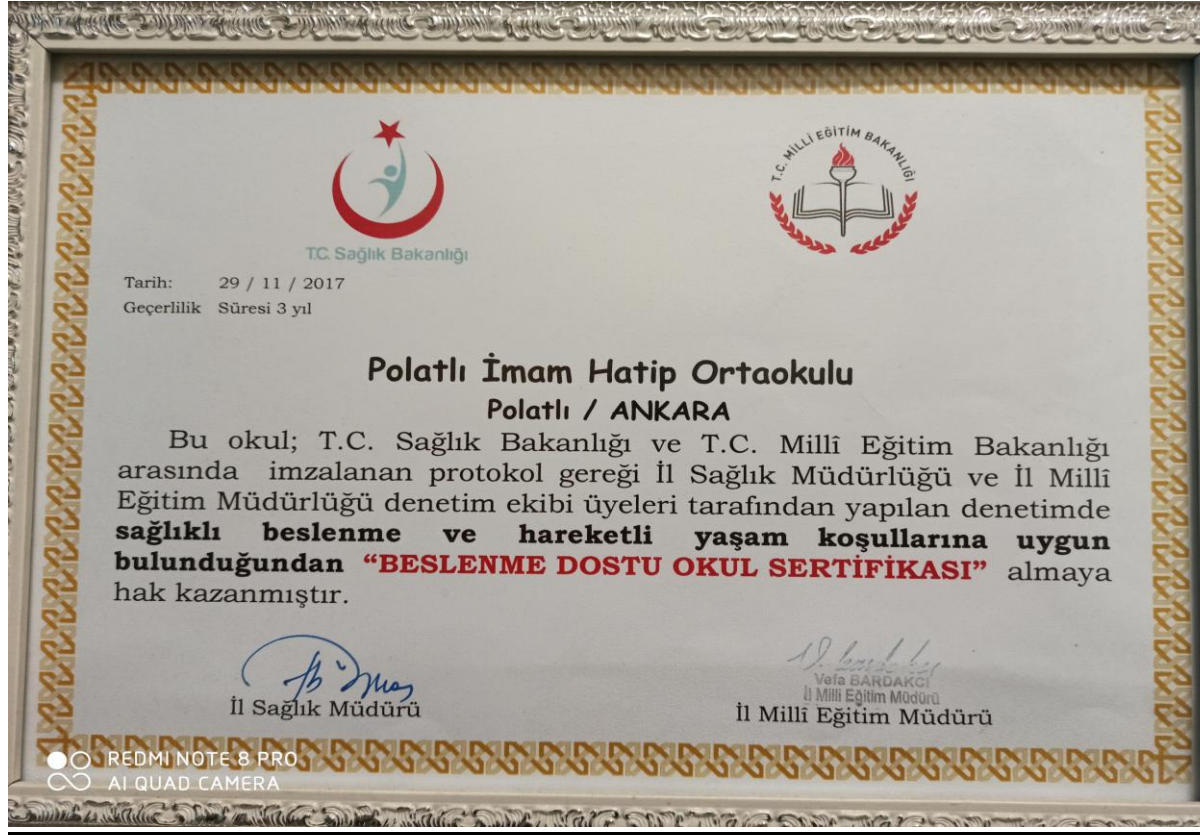 T.C. Sağlık Bakanlığı
T.C. MİLLİ EĞİTİM BAKANLIĞI
Tarih: 29 / 11 / 2017
Geçerlilik Süresi 3 yıl
Polatlı İmam Hatip Ortaokulu
Polatlı / ANKARA
Bu okul; T.C. Sağlık Bakanlığı ve T.C. Millî Eğitim Bakanlığı
arasında imzalanan protokol gereği İl Sağlık Müdürlüğü ve İl Millî
Eğitim Müdürlüğü denetim ekibi üyeleri tarafından yapılan denetimde
sağlıklı beslenme ve hareketli yaşam koşullarına uygun
bulunduğundan “BESLENME DOSTU OKUL SERTİFİKASI” almaya
hak kazanmıştır.
İl Sağlık Müdürü
Vefa BARDAKCI
İl Milli Eğitim Müdürü
İl Millî Eğitim Müdürü
REDMI NOTE 8 PRO
AI QUAD CAMERA